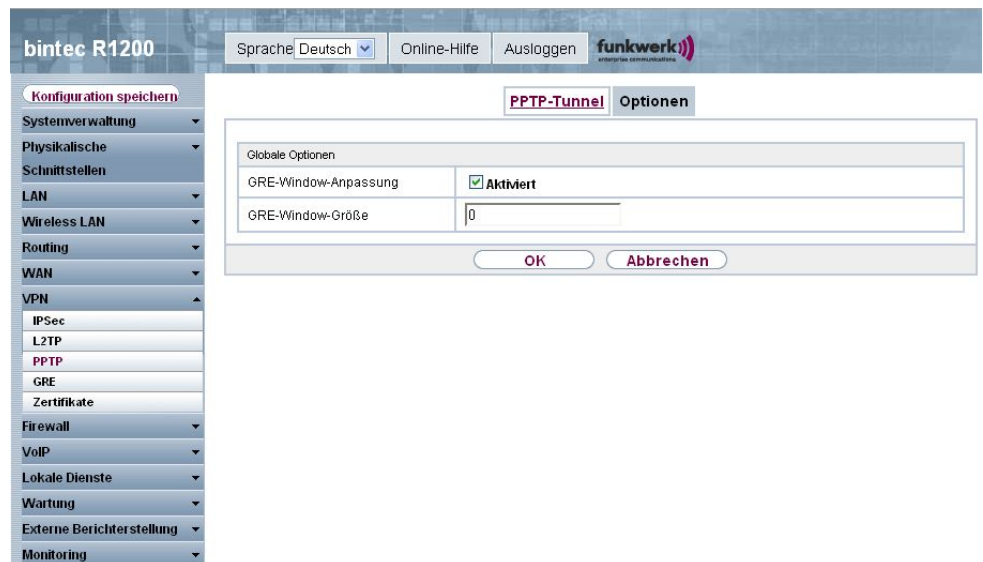 bintec R1200
Sprache Deutsch
Online-Hilfe
Ausloggen
funkwerk
enterprise communications
Konfiguration speichern
Systemverwaltung
Physikalische
Schnittstellen
LAN
Wireless LAN
Routing
WAN
VPN
IPSec
L2TP
PPTP
GRE
Zertifikate
Firewall
VoIP
Lokale Dienste
Wartung
Externe Berichterstellung
Monitoring
PPTP-Tunnel
Optionen
Globale Optionen
GRE-Window-Anpassung Aktiviert
GRE-Window-Größe 0
OK
Abbrechen